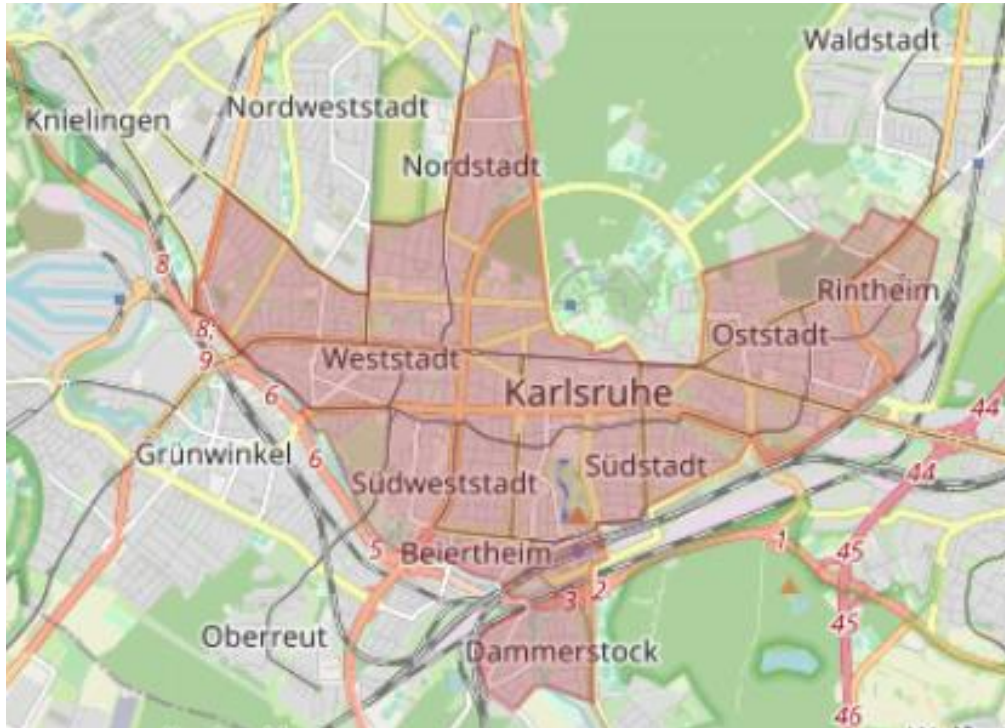 Waldstadt
Nordweststadt
Knielingen
Nordstadt
8
Rintheim
8;
9
Oststadt
Weststadt
Karlsruhe
6
44
6
Grünwinkel
Südstadt
44
Südweststadt
5
Beiertheim
1
45
2
3
45
Oberreut
Dammerstock
46